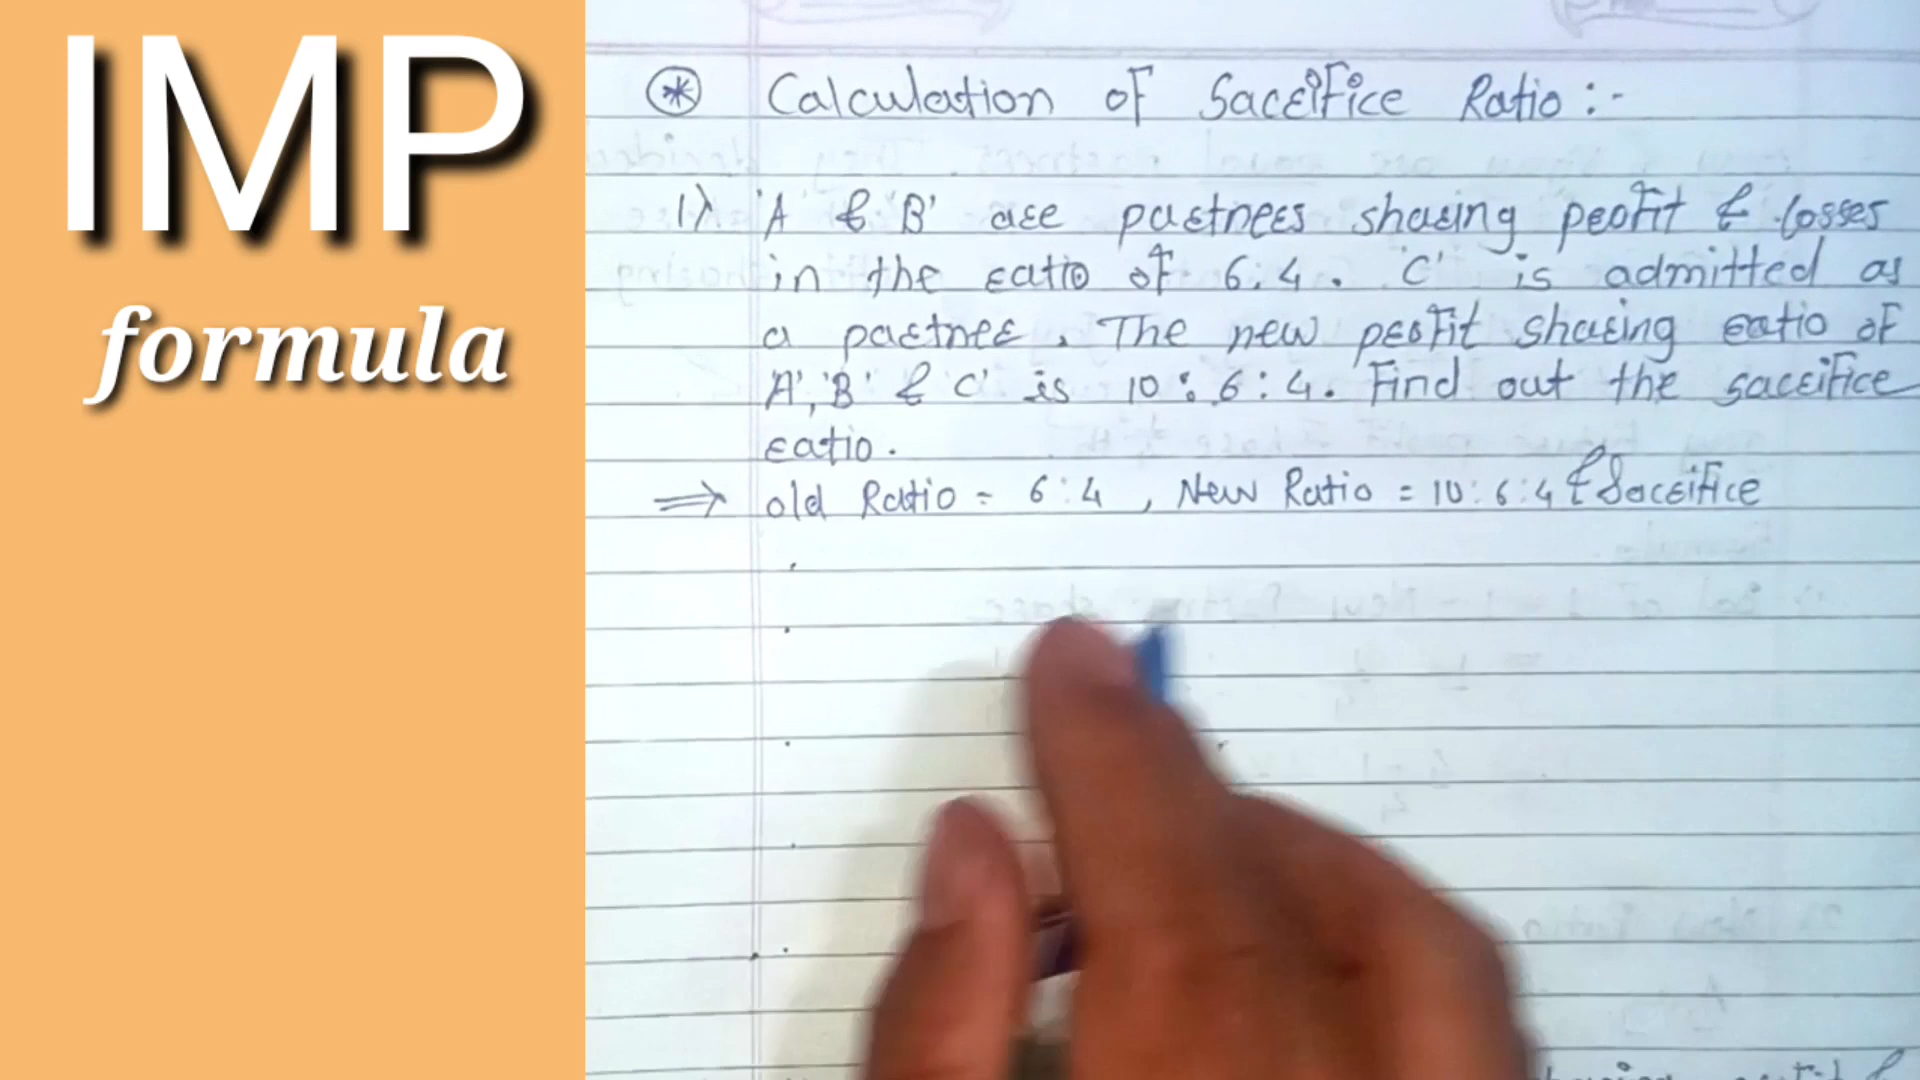 IMP
formula
* Calculation of Sacrifice Ratio :-
1) 'A' & 'B' are partners sharing profit & losses
in the ratio of 6:4. 'C' is admitted as
a partner. The new profit sharing ratio of
'A', 'B' & 'C' is 10:6:4. Find out the sacrifice
ratio.
⇒ old Ratio = 6:4, New Ratio = 10:6:4 & Sacrifice